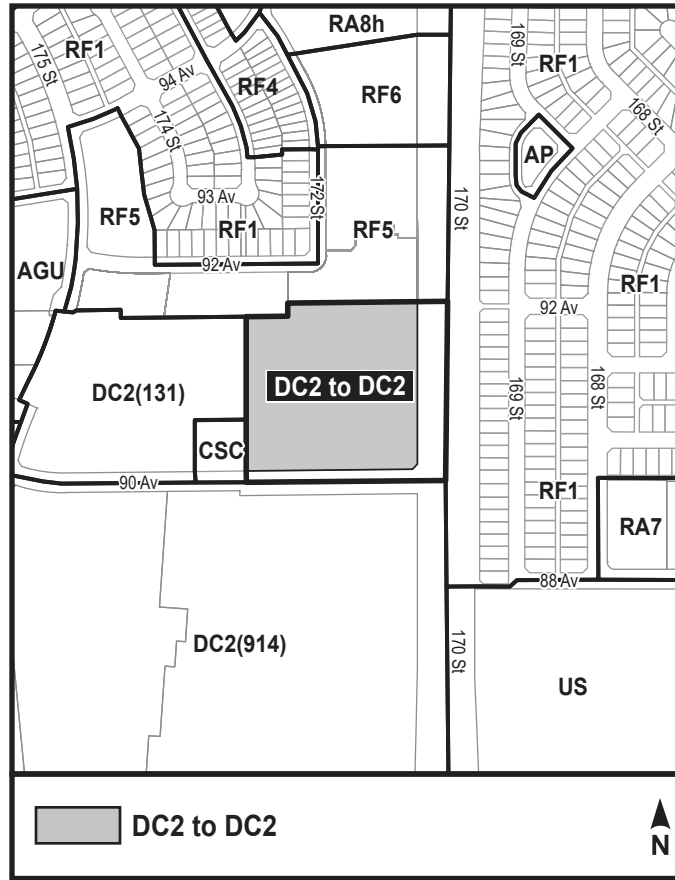 RA8h
169 St
175 St
RF1
RF1
94 Av
RF4
RF6
168 St
174 St
AP
172 St
93 Av
170 St
RF5
RF1
RF5
92 Av
AGU
RF1
92 Av
DC2(131)
DC2 to DC2
169 St
168 St
CSC
90 Av
RF1
RA7
88 Av
DC2(914)
170 St
US
DC2 to DC2
N